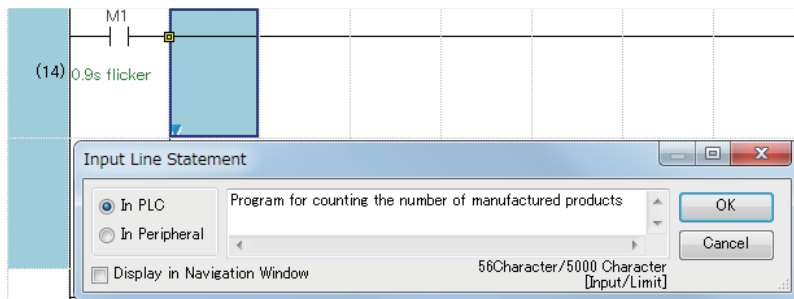 M1
(14)
0.9s flicker
Input Line Statement
In PLC
In Peripheral
Program for counting the number of manufactured products
OK
Cancel
Display in Navigation Window
56Character/5000 Character
[Input/Limit]